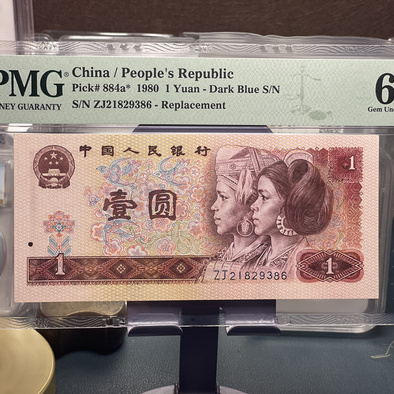 PMG
China / People's Republic
NEY GUARANTY
Pick# 884a* 1980 1 Yuan - Dark Blue S/N
S/N ZJ21829386 - Replacement
6
Gem Unc
中国人民银行
1
壹圆
1
ZJ21829386
1